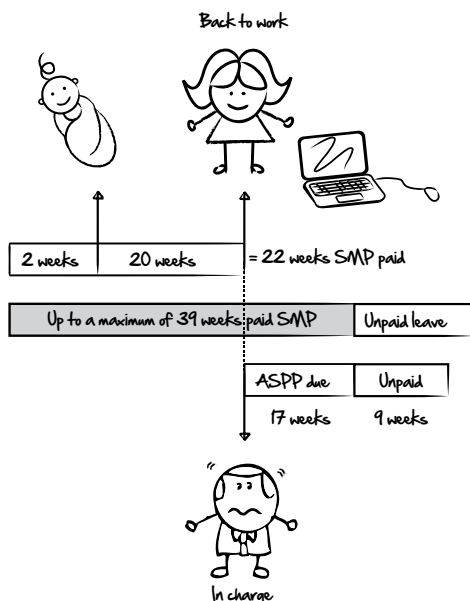 Back to work
2 weeks
20 weeks
= 22 weeks SMP paid
Up to a maximum of 39 weeks paid SMP
Unpaid leave
ASPP due
Unpaid
17 weeks
9 weeks
In charge